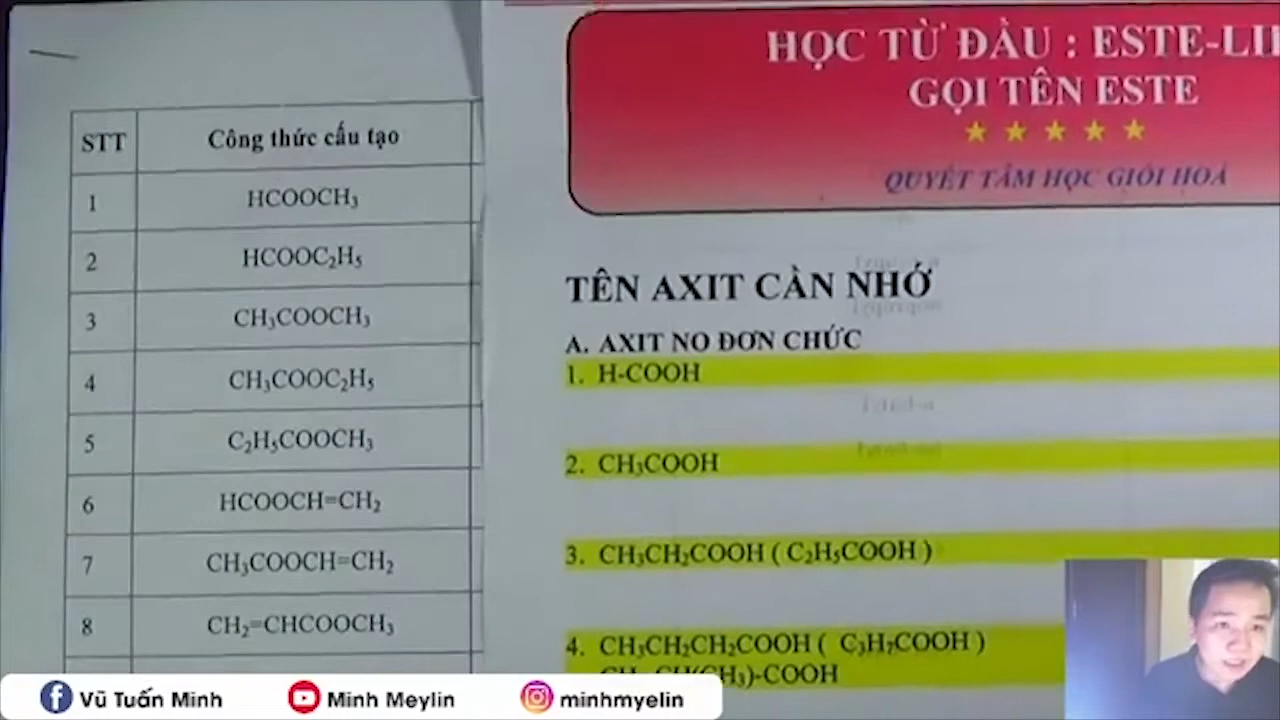 STT Công thức cấu tạo
1 HCOOCH₃
2 HCOOC₂H₅
3 CH₃COOCH₃
4 CH₃COOC₂H₅
5 C₂H₅COOCH₃
6 HCOOCH=CH₂
7 CH₃COOCH=CH₂
8 CH₂=CHCOOCH₃
HỌC TỪ ĐẦU : ESTE-LI
GỌI TÊN ESTE
QUYẾT TÂM HỌC GIỎI HOÁ
TÊN AXIT CẦN NHỚ
A. AXIT NO ĐƠN CHỨC
1. H-COOH
2. CH₃COOH
3. CH₃CH₂COOH ( C₂H₅COOH )
4. CH₃CH₂CH₂COOH ( C₃H₇COOH )
H₃)-COOH
Vũ Tuấn Minh
Minh Meylin
minhmyelin